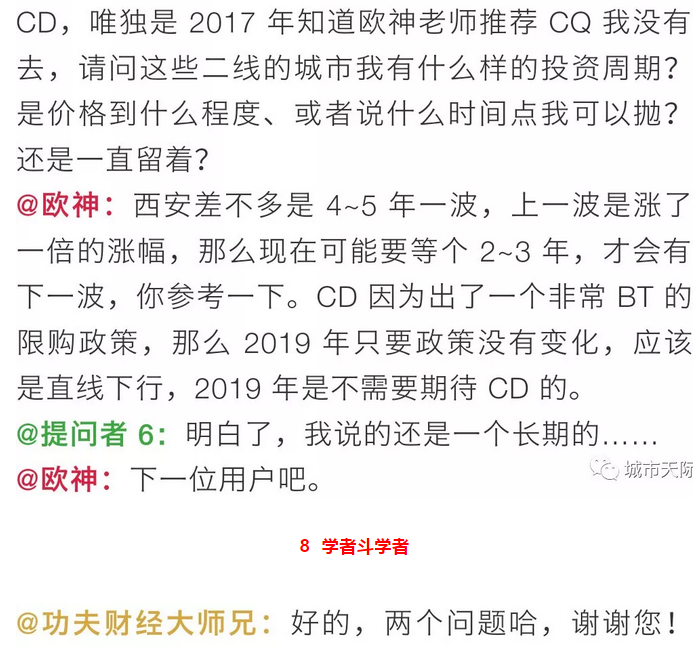 CD，唯独是 2017 年知道欧神老师推荐 CQ 我没有
去，请问这些二线的城市我有什么样的投资周期？
是价格到什么程度、或者说什么时间点我可以抛？
还是一直留着？
@欧神：西安差不多是 4~5 年一波，上一波是涨了
一倍的涨幅，那么现在可能要等个 2~3 年，才会有
下一波，你参考一下。CD 因为出了一个非常 BT 的
限购政策，那么 2019 年只要政策没有变化，应该
是直线下行，2019 年是不需要期待 CD 的。
@提问者 6：明白了，我说的还是一个长期的……
@欧神：下一位用户吧。
城市天际
8 学者斗学者
@功夫财经大师兄：好的，两个问题哈，谢谢您！